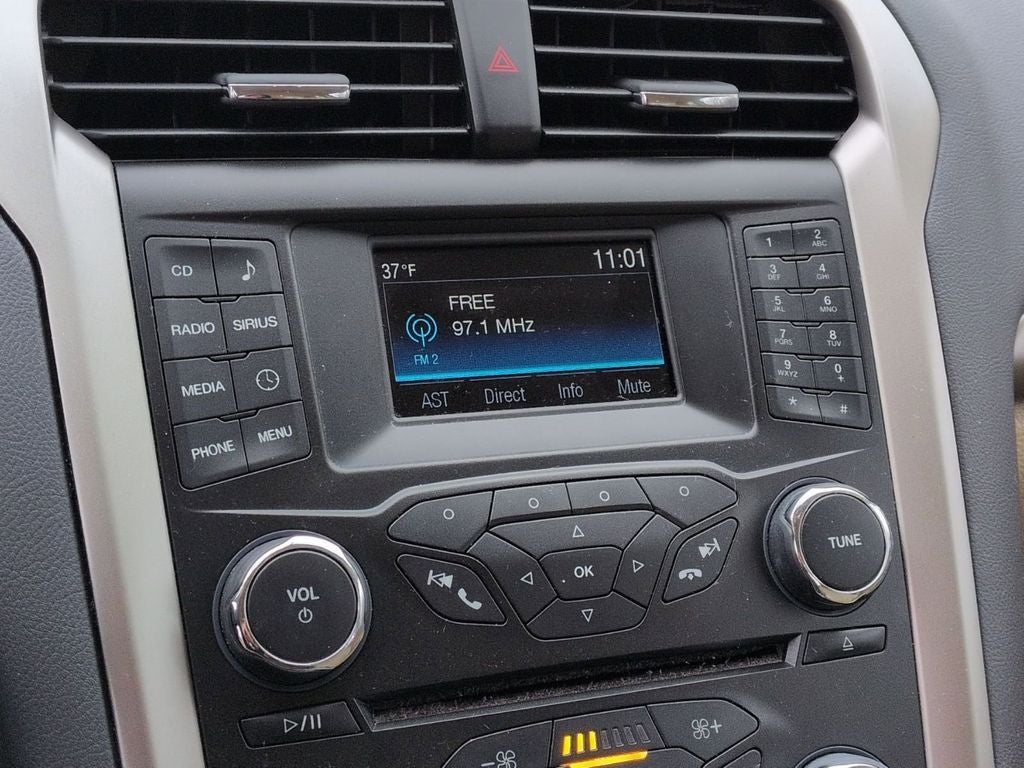 37°F 11:01
FREE
97.1 MHz
FM 2
AST Direct Info Mute
CD
RADIO SIRIUS
MEDIA
PHONE MENU
1 2 ABC
3 DEF 4 GHI
5 JKL 6 MNO
7 PQRS 8 TUV
9 WXYZ 0 +
* #
VOL
OK
TUNE